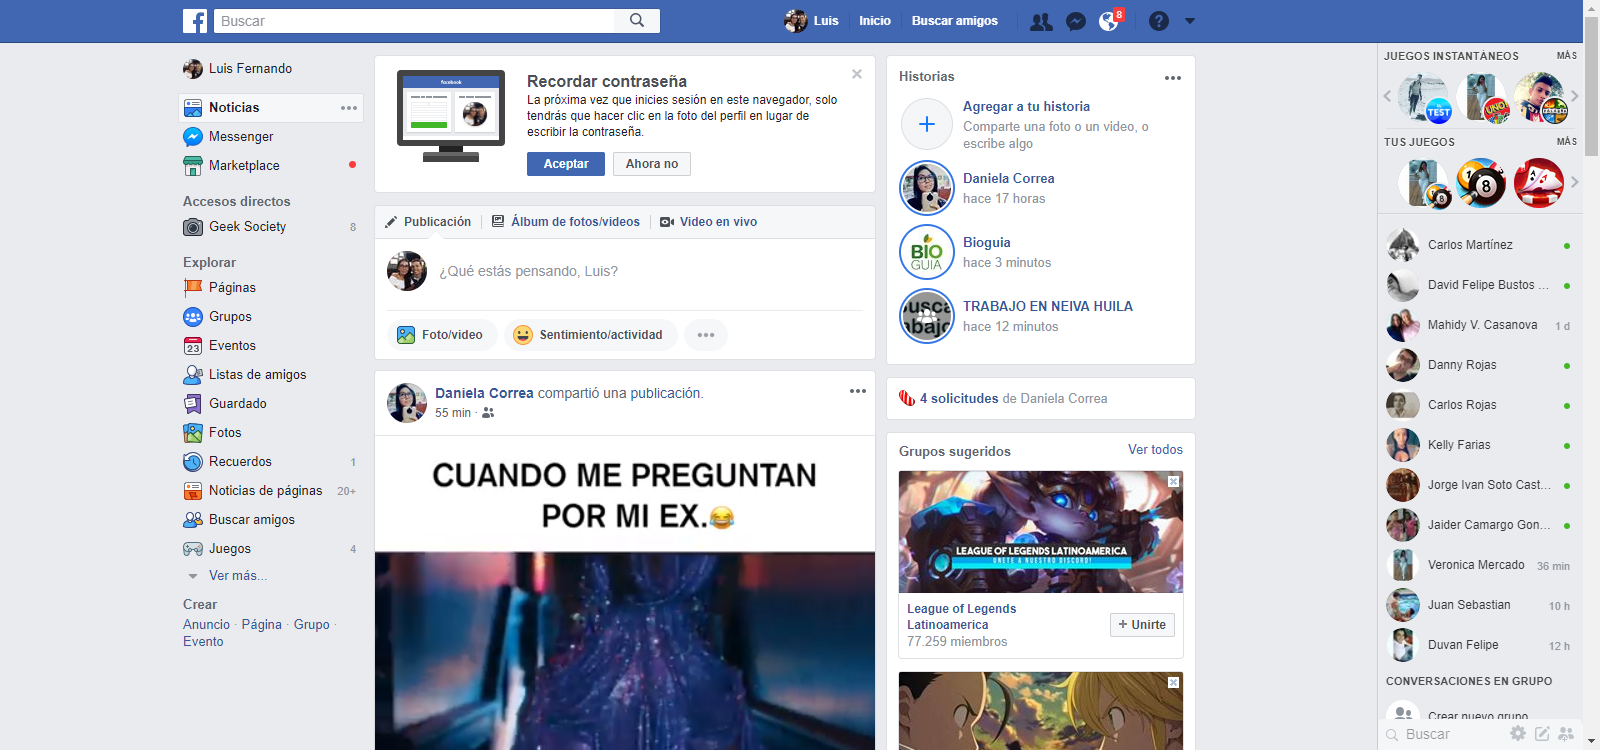 Buscar
Luis
Inicio
Buscar amigos
8
Luis Fernando
Noticias
Messenger
Marketplace
Accesos directos
Geek Society 8
Explorar
Páginas
Grupos
23 Eventos
Listas de amigos
Guardado
Fotos
Recuerdos 1
Noticias de páginas 20+
Buscar amigos
Juegos 4
Ver más...
Crear
Anuncio · Página · Grupo ·
Evento
facebook
Recordar contraseña
La próxima vez que inicies sesión en este navegador, solo
tendrás que hacer clic en la foto del perfil en lugar de
escribir la contraseña.
Aceptar
Ahora no
Publicación
Álbum de fotos/videos
Video en vivo
¿Qué estás pensando, Luis?
Foto/video
Sentimiento/actividad
Daniela Correa compartió una publicación.
55 min ·
CUANDO ME PREGUNTAN
POR MI EX.😂
Historias
Agregar a tu historia
Comparte una foto o un video, o
escribe algo
Daniela Correa
hace 17 horas
BIO
GUIA
Bioguia
hace 3 minutos
TRABAJO EN NEIVA HUILA
hace 12 minutos
4 solicitudes de Daniela Correa
Grupos sugeridos
Ver todos
LEAGUE OF LEGENDS LATINOAMERICA
UNETE A NUESTRO DISCORD!
League of Legends
Latinoamerica
77.259 miembros
+ Unirte
JUEGOS INSTANTÁNEOS MÁS
TEST
UNO
TUS JUEGOS MÁS
8
Carlos Martínez
David Felipe Bustos ...
Mahidy V. Casanova 1 d
Danny Rojas
Carlos Rojas
Kelly Farias
Jorge Ivan Soto Cast...
Jaider Camargo Gon...
Veronica Mercado 36 min
Juan Sebastian 10 h
Duvan Felipe 12 h
CONVERSACIONES EN GRUPO
Crear nuevo grupo
Buscar